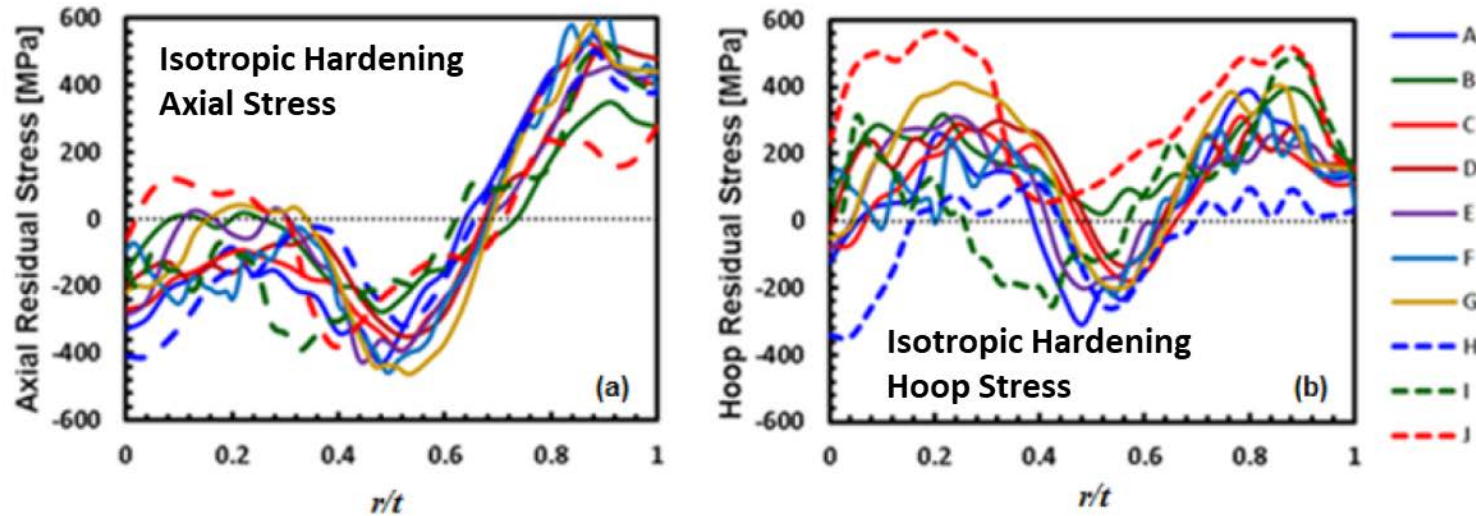 Axial Residual Stress [MPa]
600
400
200
0
-200
-400
-600
Isotropic Hardening
Axial Stress
(a)
0 0.2 0.4 0.6 0.8 1
r/t
Hoop Residual Stress [MPa]
600
400
200
0
-200
-400
-600
Isotropic Hardening
Hoop Stress
(b)
0 0.2 0.4 0.6 0.8 1
r/t
A
B
C
D
E
F
G
H
I
J